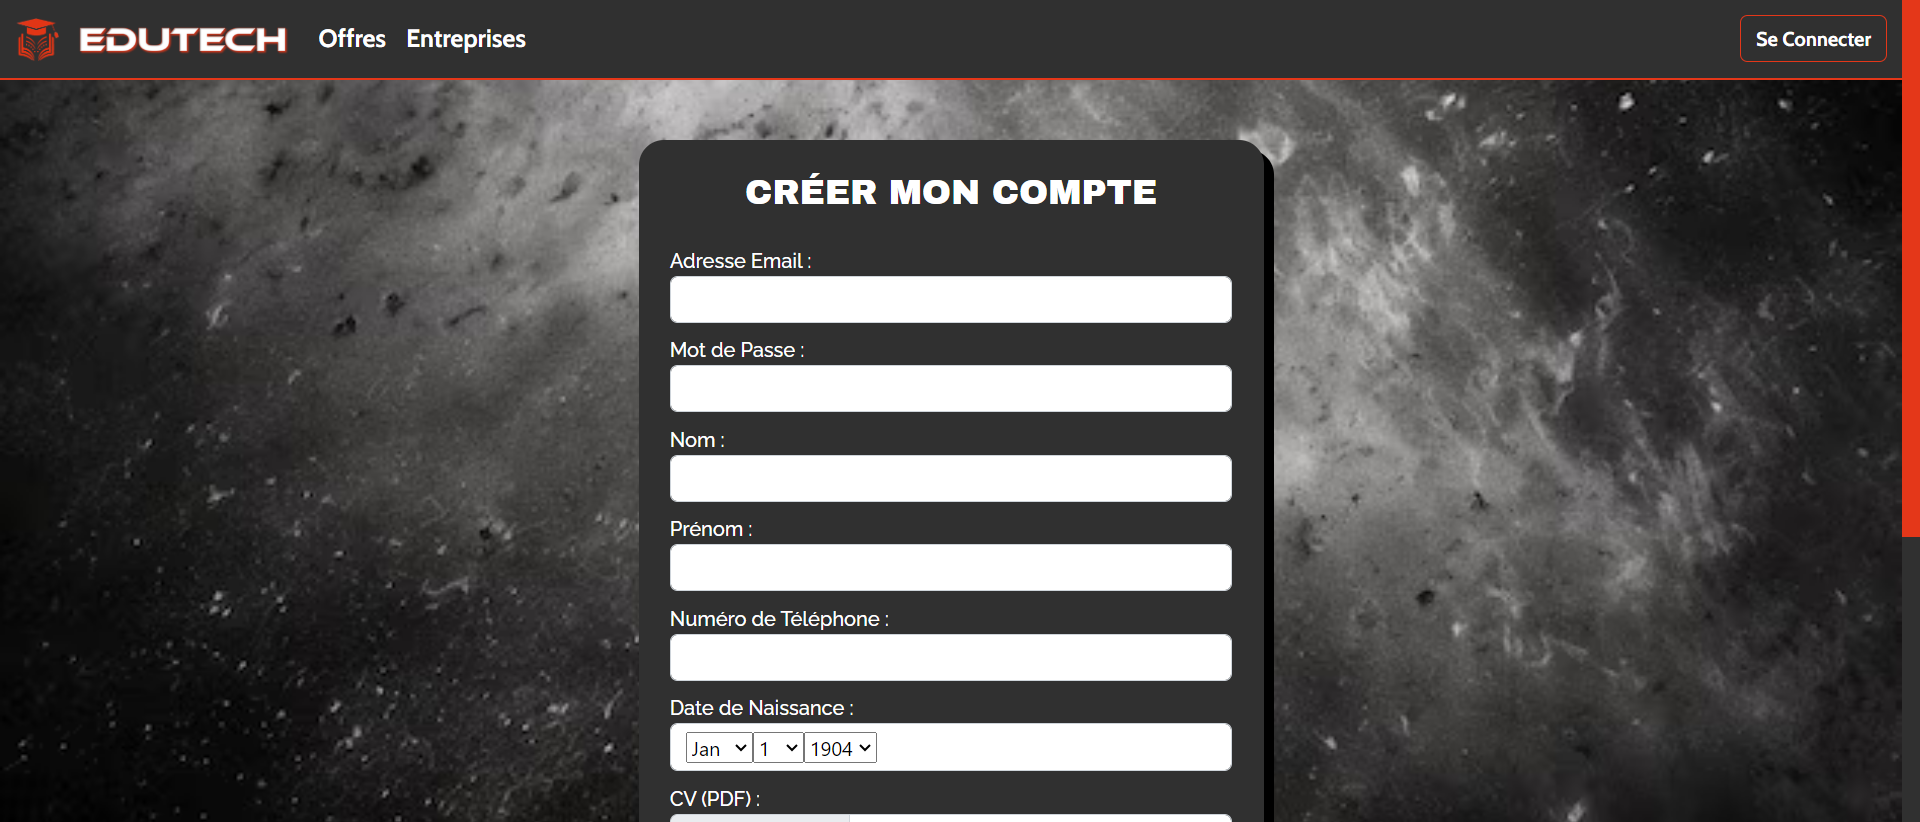 EDUTECH Offres Entreprises Se Connecter
CRÉER MON COMPTE
Adresse Email :
Mot de Passe :
Nom :
Prénom :
Numéro de Téléphone :
Date de Naissance :
Jan 1 1904
CV (PDF) :